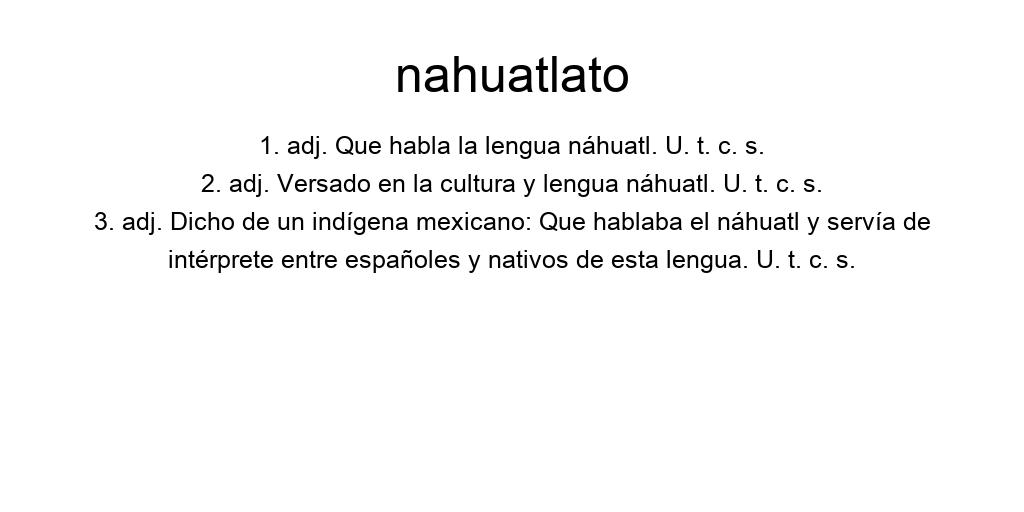 nahuatlato
1. adj. Que habla la lengua náhuatl. U. t. c. s.
2. adj. Versado en la cultura y lengua náhuatl. U. t. c. s.
3. adj. Dicho de un indígena mexicano: Que hablaba el náhuatl y servía de
intérprete entre españoles y nativos de esta lengua. U. t. c. s.